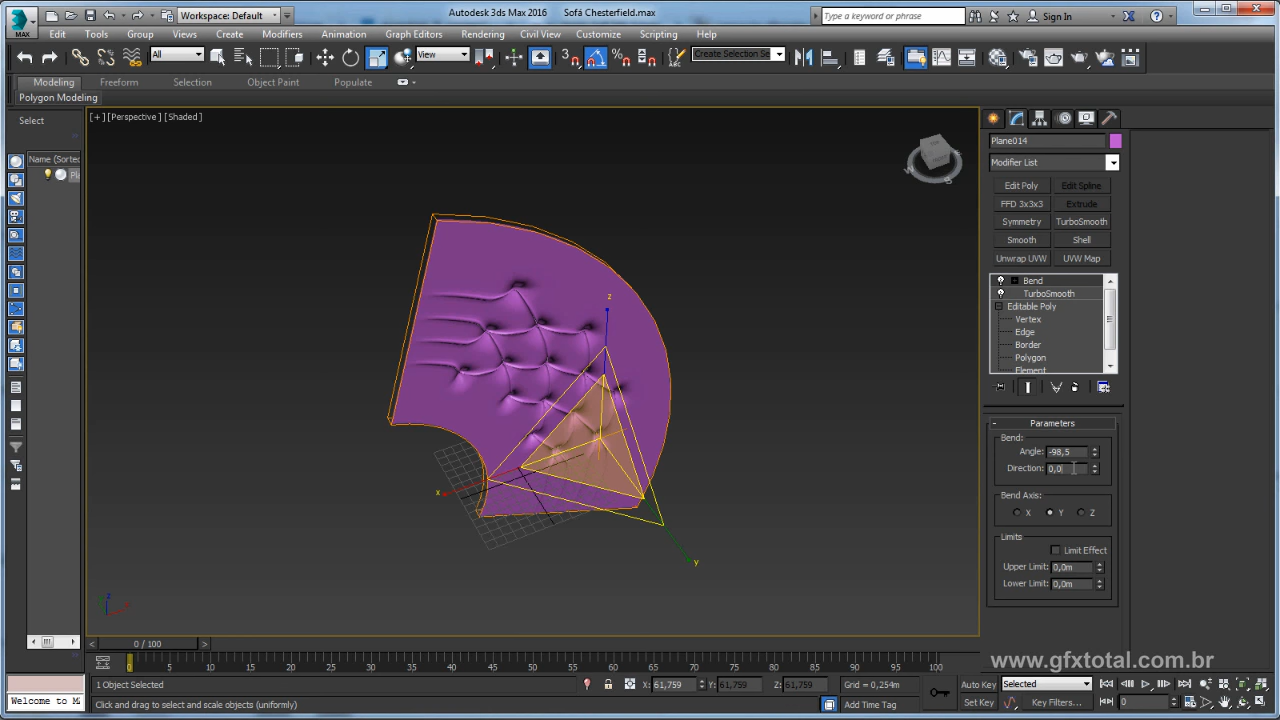 Autodesk 3ds Max 2016 Sofá Chesterfield.max
MAX
Workspace: Default
Type a keyword or phrase
Sign In
Edit Tools Group Views Create Modifiers Animation Graph Editors Rendering Civil View Customize Scripting Help
All
View
Create Selection Se
Modeling Freeform Selection Object Paint Populate
Polygon Modeling
Select
Name (Sorted
[+] [Perspective] [Shaded]
z
x
y
z
Plane014
Modifier List
Edit Poly Edit Spline
FFD 3x3x3 Extrude
Symmetry TurboSmooth
Smooth Shell
Unwrap UVW UVW Map
Bend
TurboSmooth
Editable Poly
Vertex
Edge
Border
Polygon
Element
Parameters
Bend:
Angle: -98,5
Direction: 0,0
Bend Axis:
X Y Z
Limits
Limit Effect
Upper Limit: 0,0m
Lower Limit: 0,0m
www.gfxtotal.com.br
0 / 100
0 5 10 15 20 25 30 35 40 45 50 55 60 65 70 75 80 85 90 95 100
1 Object Selected
X: 61,759 Y: 61,759 Z: 61,759
Grid = 0,254m
Auto Key Selected
Welcome to MA
Click and drag to select and scale objects (uniformly)
Add Time Tag
Set Key Key Filters...
0